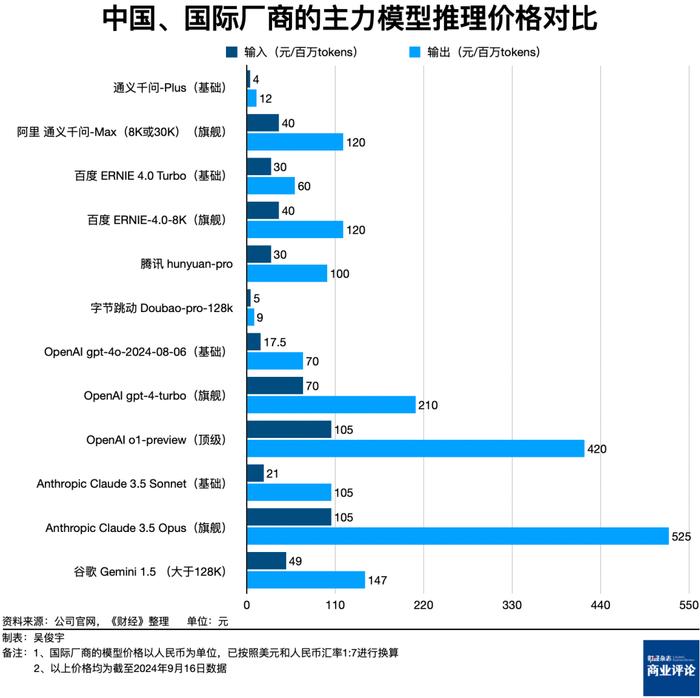 中国、国际厂商的主力模型推理价格对比
输入（元/百万tokens） 输出（元/百万tokens）
通义千问-Plus（基础） 4
12
阿里 通义千问-Max（8K或30K）（旗舰） 40
120
百度 ERNIE 4.0 Turbo（基础） 30
60
百度 ERNIE-4.0-8K（旗舰） 40
120
腾讯 hunyuan-pro 30
100
字节跳动 Doubao-pro-128k 5
9
OpenAI gpt-4o-2024-08-06（基础） 17.5
70
OpenAI gpt-4-turbo（旗舰） 70
210
OpenAI o1-preview（顶级） 105
420
Anthropic Claude 3.5 Sonnet（基础） 21
105
Anthropic Claude 3.5 Opus（旗舰） 105
525
谷歌 Gemini 1.5 （大于128K) 49
147
0 110 220 330 440 550
资料来源：公司官网，《财经》整理 单位：元
制表：吴俊宇
备注：1、国际厂商的模型价格以人民币为单位，已按照美元和人民币汇率1:7进行换算
2、以上价格均为截至2024年9月16日数据
商业评论